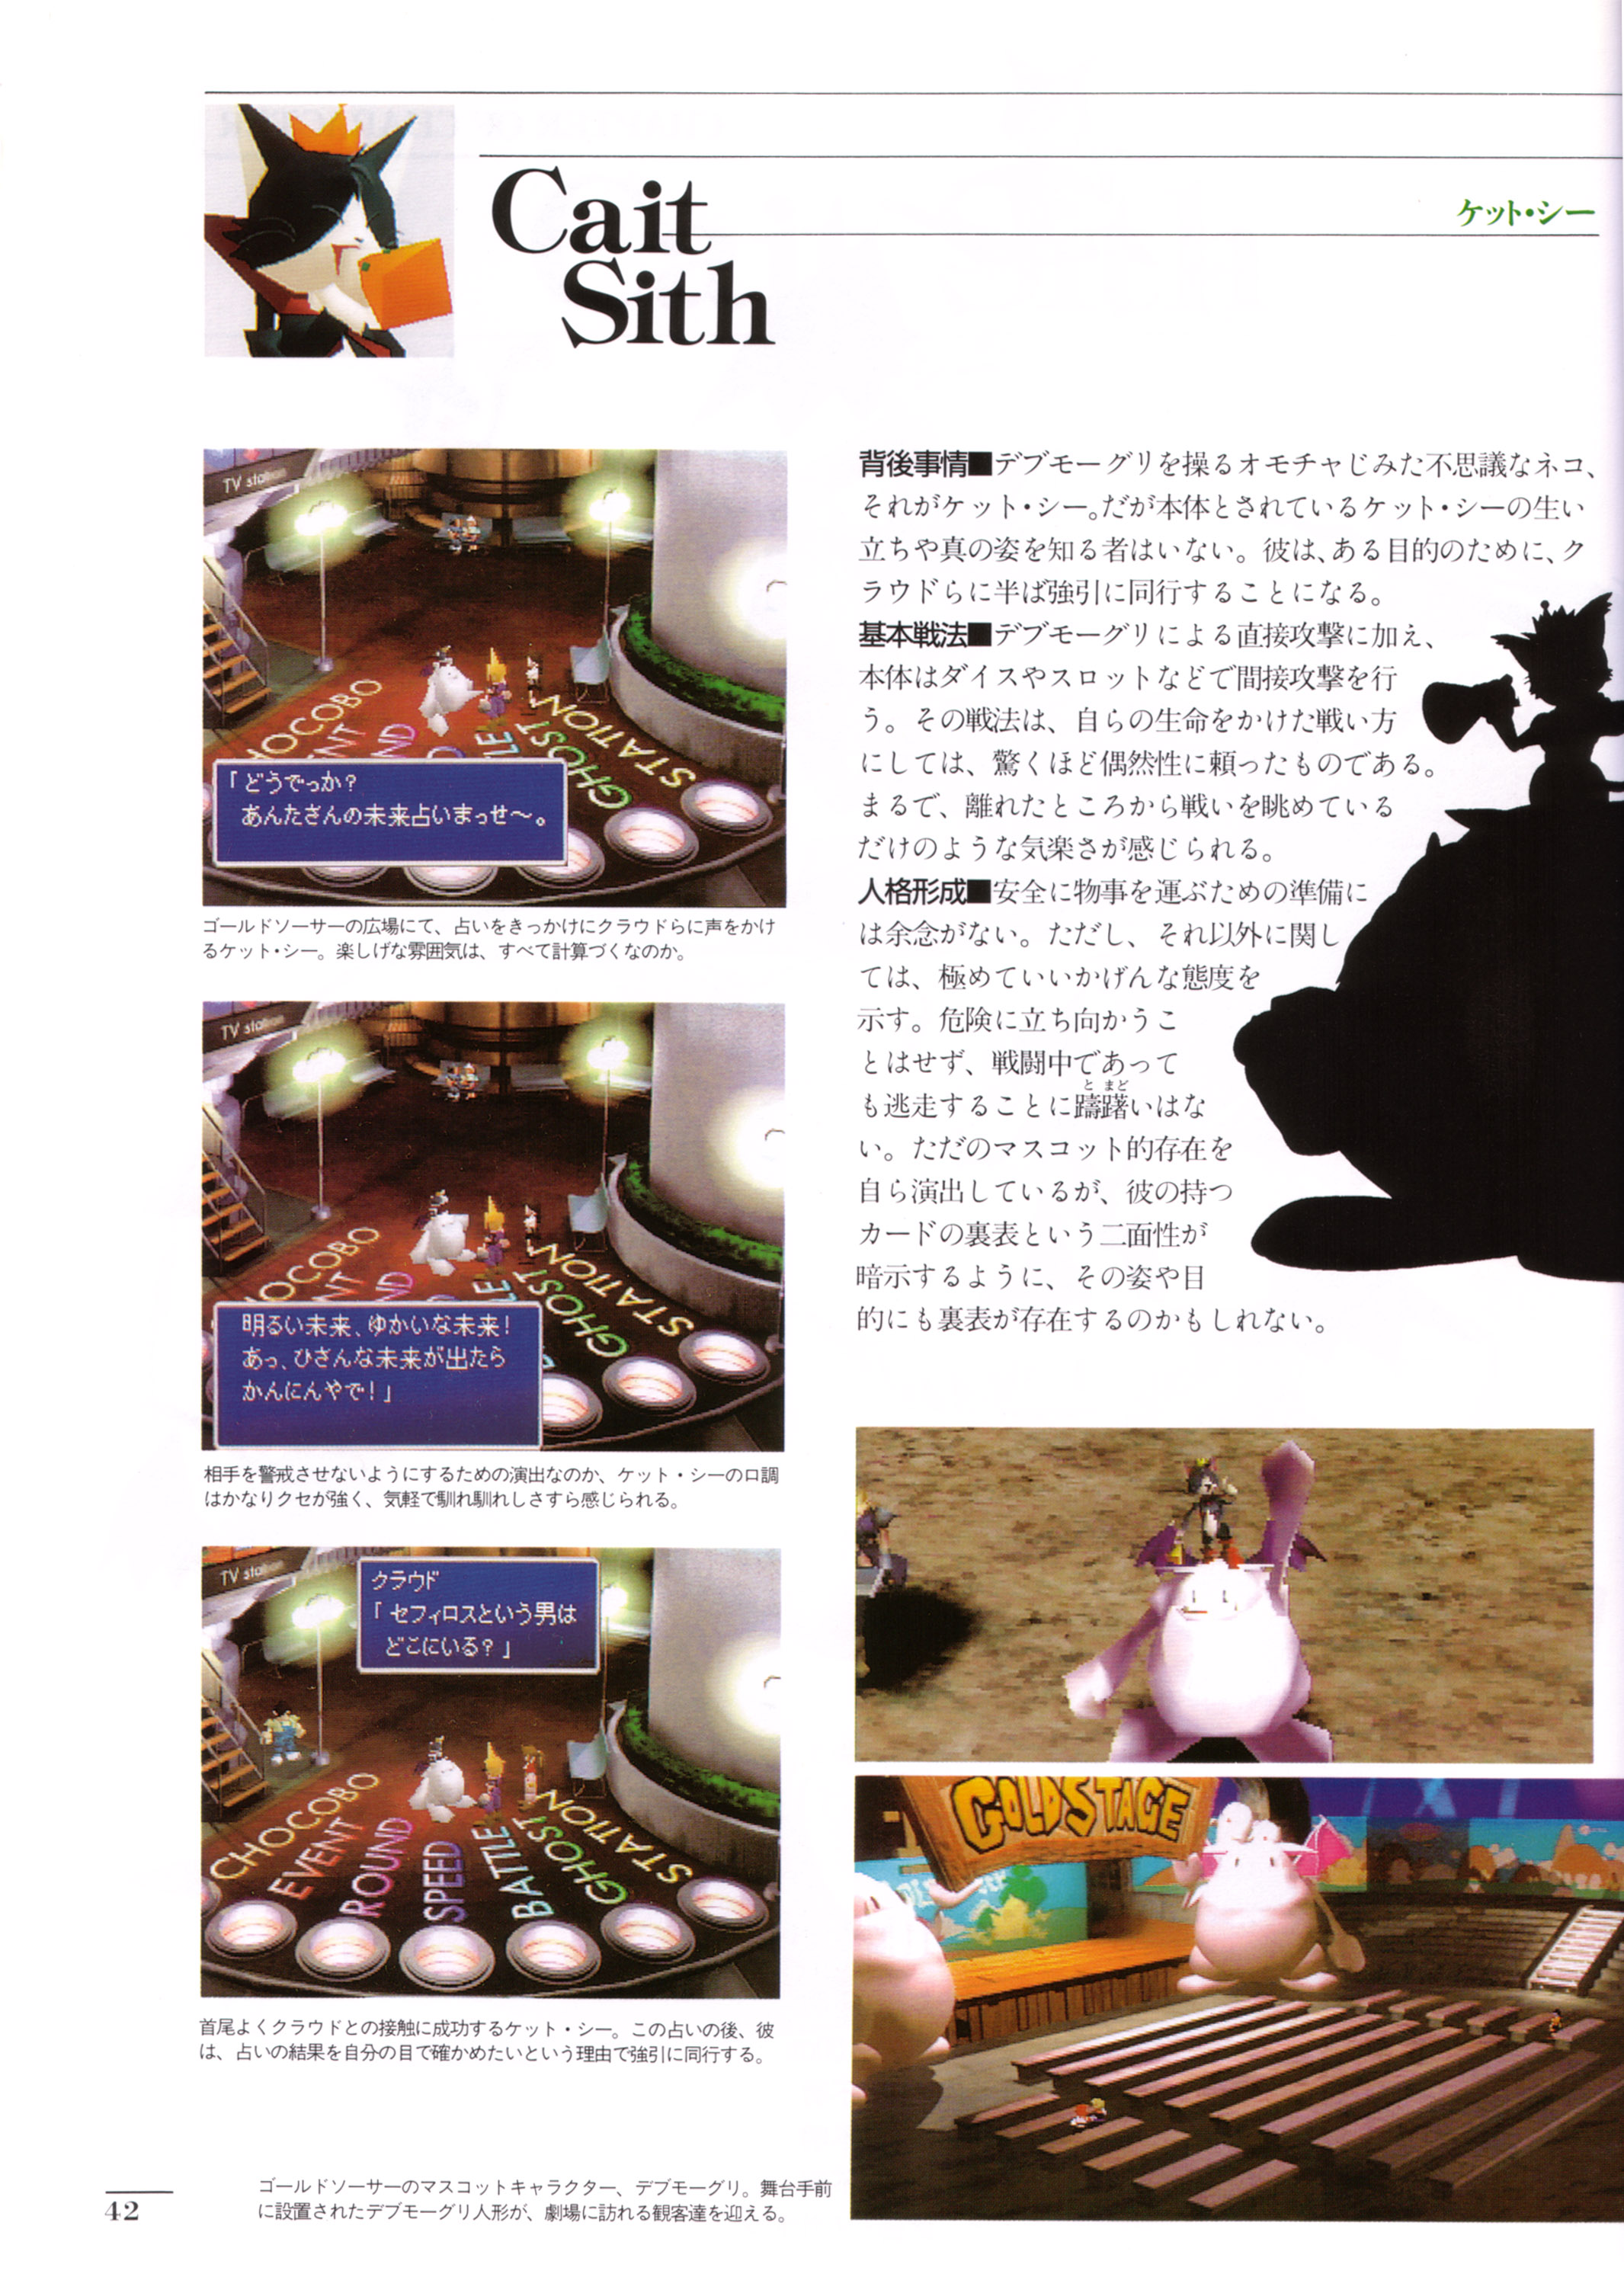 Cait
Sith
ケット・シー
TV station
CHOCOBO
GHOST
STATION
「どうでっか？
あんたさんの未来占いまっせ〜。
ゴールドソーサーの広場にて、占いをきっかけにクラウドらに声をかけ
るケット・シー。楽しげな雰囲気は、すべて計算づくなのか。
TV station
CHOCOBO
GHOST
STATION
明るい未来、ゆかいな未来！
あっ、ひさんな未来が出たら
かんにんやで！」
相手を警戒させないようにするための演出なのか、ケット・シーの口調
はかなりクセが強く、気軽で馴れ馴れしさすら感じられる。
TV station
クラウド
「セフィロスという男は
どこにいる？」
CHOCOBO
EVENT
ROUND
SPEED
BATTLE
GHOST
STATION
首尾よくクラウドとの接触に成功するケット・シー。この占いの後、彼
は、占いの結果を自分の目で確かめたいという理由で強引に同行する。
背後事情■デブモーグリを操るオモチャじみた不思議なネコ、
それがケット・シー。だが本体とされているケット・シーの生い
立ちや真の姿を知る者はいない。彼は、ある目的のために、ク
ラウドらに半ば強引に同行することになる。
基本戦法■デブモーグリによる直接攻撃に加え、
本体はダイスやスロットなどで間接攻撃を行
う。その戦法は、自らの生命をかけた戦い方
にしては、驚くほど偶然性に頼ったものである。
まるで、離れたところから戦いを眺めている
だけのような気楽さが感じられる。
人格形成■安全に物事を運ぶための準備に
は余念がない。ただし、それ以外に関し
ては、極めていいかげんな態度を
示す。危険に立ち向かうこ
とはせず、戦闘中であって
と まど
も逃走することに躊躇いはな
い。ただのマスコット的存在を
自ら演出しているが、彼の持つ
カードの裏表という二面性が
暗示するように、その姿や目
的にも裏表が存在するのかもしれない。
GOLD STAGE
ゴールドソーサーのマスコットキャラクター、デブモーグリ。舞台手前
に設置されたデブモーグリ人形が、劇場に訪れる観客達を迎える。
42